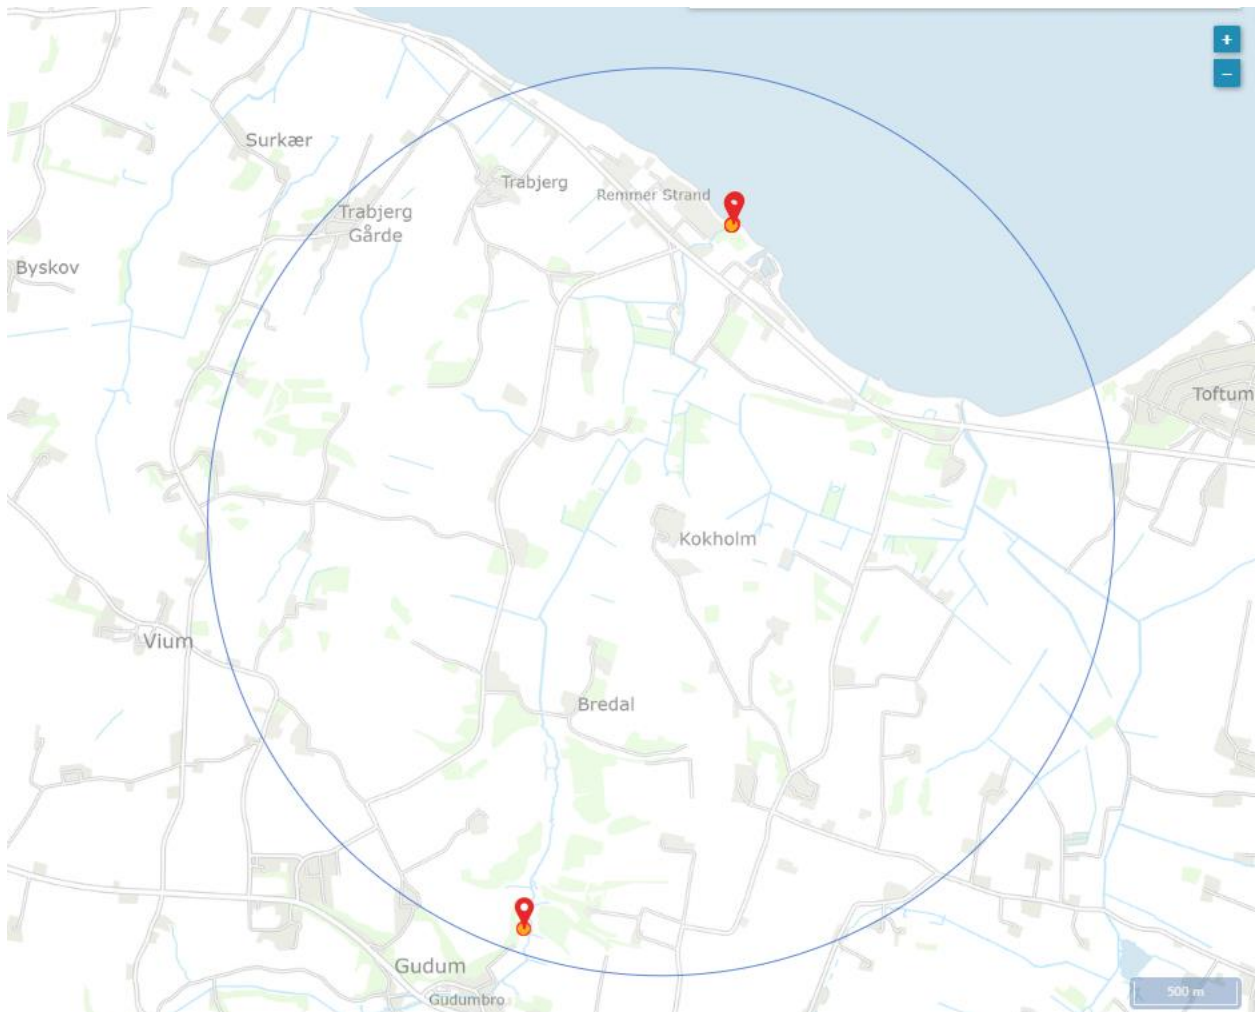 +
−
Surkær
Trabjerg
Remmer Strand
Trabjerg
Gårde
Byskov
Toftum
Kokholm
Vium
Bredal
Gudum
Gudumbro
500 m